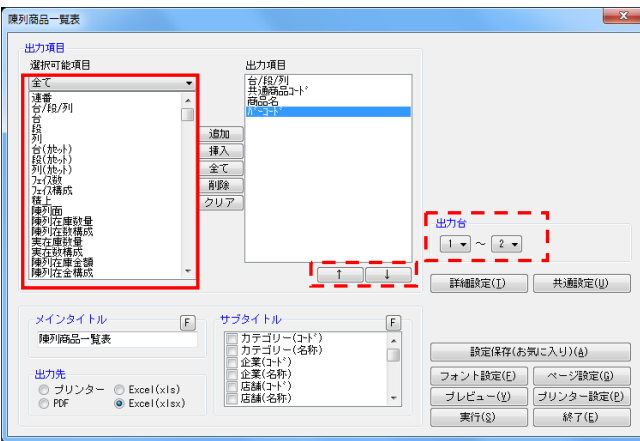 陳列商品一覧表
出力項目
選択可能項目
全て
連番
台/段/列
台
段
列
台(ｶｾｯﾄ)
段(ｶｾｯﾄ)
列(ｶｾｯﾄ)
ﾌｪｲｽ数
ﾌｪｲｽ構成
積上
陳列面
陳列在庫数量
陳列在数構成
実在庫数量
実在数構成
陳列在庫金額
陳列在金構成
追加
挿入
全て
削除
クリア
出力項目
台/段/列
共通商品ｺｰﾄﾞ
商品名
ﾊﾞｰｺｰﾄﾞ
↑ ↓
出力台
1 ～ 2
詳細設定(I) 共通設定(U)
メインタイトル F
陳列商品一覧表
出力先
プリンター Excel(xls)
PDF Excel(xlsx)
サブタイトル F
カテゴリー(ｺｰﾄﾞ)
カテゴリー(名称)
企業(ｺｰﾄﾞ)
企業(名称)
店舗(ｺｰﾄﾞ)
店舗(名称)
設定保存(お気に入り)(A)
フォント設定(F) ページ設定(G)
プレビュー(V) プリンター設定(P)
実行(S) 終了(E)